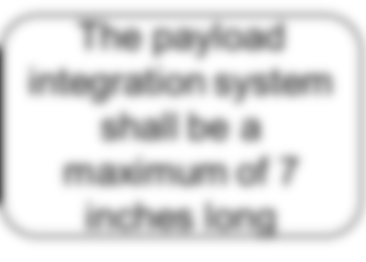 The payload
integration system
shall be a
maximum of 7
inches long